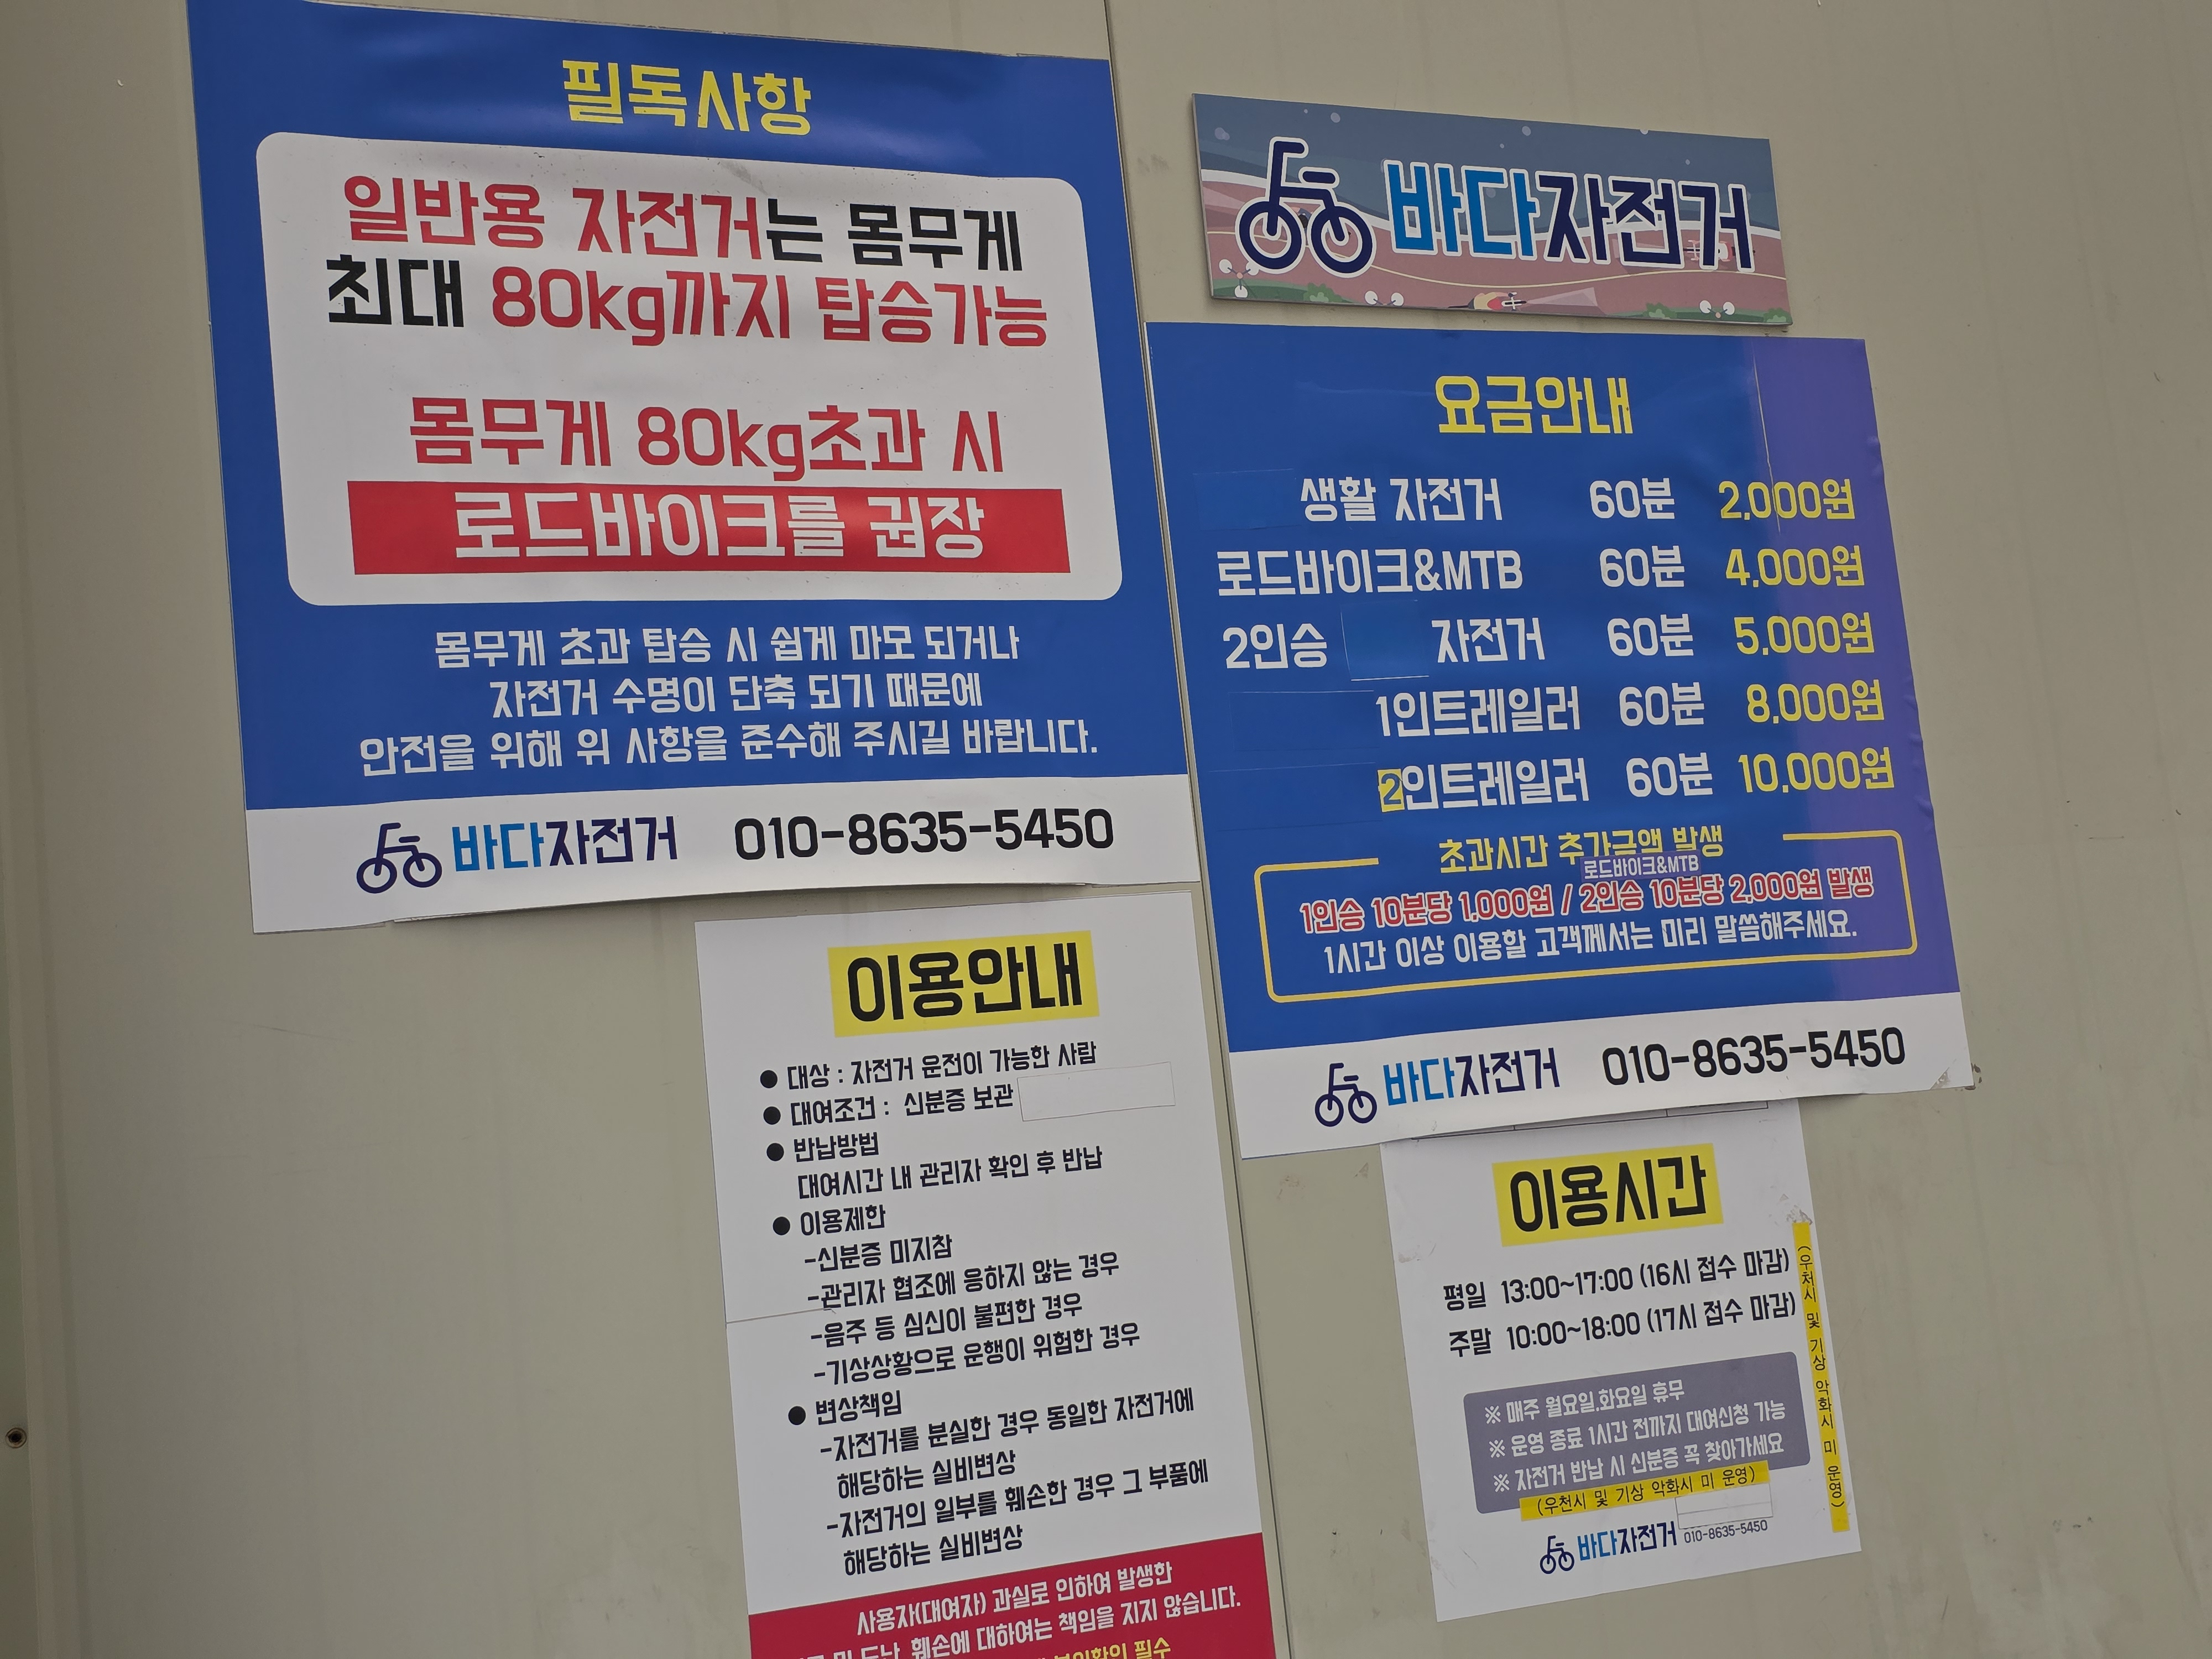 필독사항
일반용 자전거는 몸무게
최대 80kg까지 탑승가능
몸무게 80kg초과 시
로드바이크를 권장
몸무게 초과 탑승 시 쉽게 마모 되거나
자전거 수명이 단축 되기 때문에
안전을 위해 위 사항을 준수해 주시길 바랍니다.
바다자전거 010-8635-5450
바다자전거
요금안내
생활 자전거 60분 2,000원
로드바이크&MTB 60분 4,000원
2인승 자전거 60분 5,000원
1인트레일러 60분 8,000원
2인트레일러 60분 10,000원
초과시간 추가금액 발생
로드바이크&MTB
1인승 10분당 1,000원 / 2인승 10분당 2,000원 발생
1시간 이상 이용할 고객께서는 미리 말씀해주세요.
바다자전거 010-8635-5450
이용안내
● 대상 : 자전거 운전이 가능한 사람
● 대여조건 : 신분증 보관
● 반납방법
대여시간 내 관리자 확인 후 반납
● 이용제한
-신분증 미지참
-관리자 협조에 응하지 않는 경우
-음주 등 심신이 불편한 경우
-기상상황으로 운행이 위험한 경우
● 변상책임
-자전거를 분실한 경우 동일한 자전거에
해당하는 실비변상
-자전거의 일부를 훼손한 경우 그 부품에
해당하는 실비변상
사용자(대여자) 과실로 인하여 발생한
및 도난, 훼손에 대하여는 책임을 지지 않습니다.
필수
이용시간
평일 13:00~17:00 (16시 접수 마감)
주말 10:00~18:00 (17시 접수 마감)
※ 매주 월요일.화요일 휴무
※ 운영 종료 1시간 전까지 대여신청 가능
※ 자전거 반납 시 신분증 꼭 찾아가세요
(우천시 및 기상 악화시 미 운영)
바다자전거 010-8635-5450
(우천시 및 기상 악화시 미 운영)